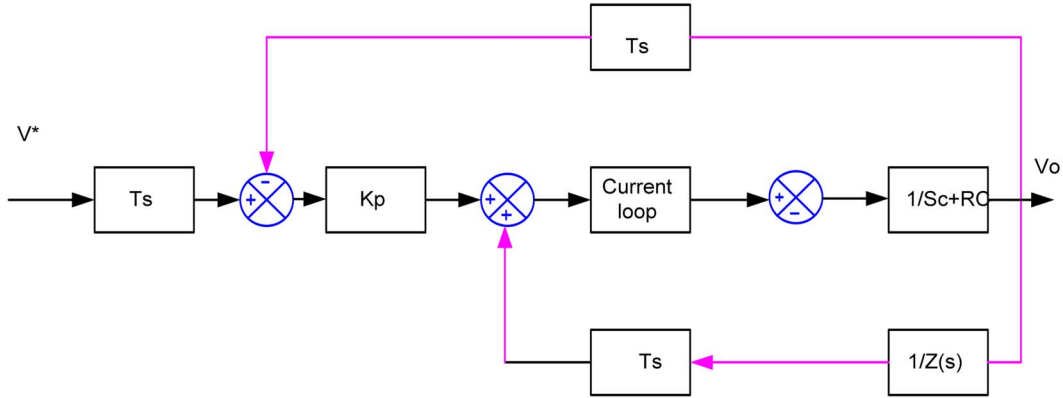 Ts
V*
Vo
Ts
-
+
Kp
+
+
Current
loop
+
-
1/Sc+RC
Ts
1/Z(s)